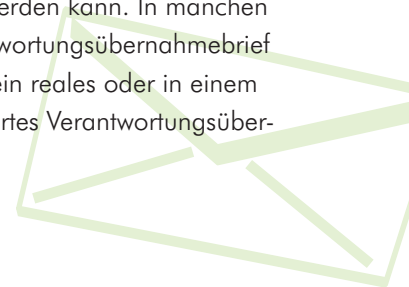 erden kann. In manchen
wortungsübernahmebrief
ein reales oder in einem
rtes Verantwortungsüber-